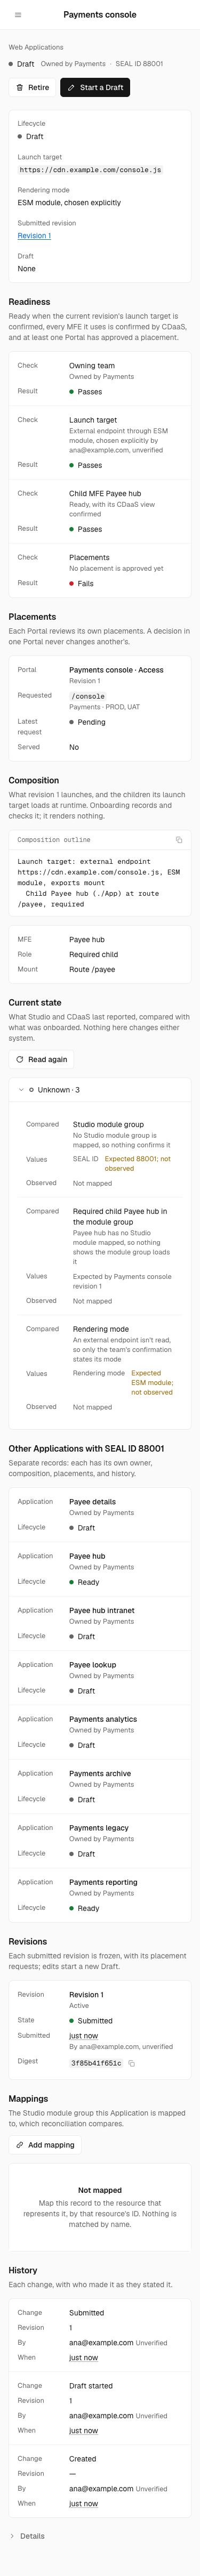 Payments console
Web Applications
Draft Owned by Payments · SEAL ID 88001
Retire
Start a Draft
Lifecycle
Draft
Launch target
https://cdn.example.com/console.js
Rendering mode
ESM module, chosen explicitly
Submitted revision
Revision 1
Draft
None
Readiness
Ready when the current revision's launch target is
confirmed, every MFE it uses is confirmed by CDaaS,
and at least one Portal has approved a placement.
Check Owning team
Owned by Payments
Result Passes
Check Launch target
External endpoint through ESM
module, chosen explicitly by
ana@example.com, unverified
Result Passes
Check Child MFE Payee hub
Ready, with its CDaaS view
confirmed
Result Passes
Check Placements
No placement is approved yet
Result Fails
Placements
Each Portal reviews its own placements. A decision in
one Portal never changes another's.
Portal Payments console · Access
Revision 1
Requested /console
Payments · PROD, UAT
Latest
request
Pending
Served No
Composition
What revision 1 launches, and the children its launch
target loads at runtime. Onboarding records and
checks it; it renders nothing.
Composition outline
Launch target: external endpoint
https://cdn.example.com/console.js, ESM
module, exports mount
Child Payee hub (./App) at route
/payee, required
MFE Payee hub
Role Required child
Mount Route /payee
Current state
What Studio and CDaaS last reported, compared with
what was onboarded. Nothing here changes either
system.
Read again
Unknown · 3
Compared Studio module group
No Studio module group is
mapped, so nothing confirms it
Values SEAL ID Expected 88001; not
observed
Observed Not mapped
Compared Required child Payee hub in
the module group
Payee hub has no Studio
module mapped, so nothing
shows the module group loads
it
Values Expected by Payments console
revision 1
Observed Not mapped
Compared Rendering mode
An external endpoint isn't read,
so only the team's confirmation
states its mode
Values Rendering mode Expected
ESM module;
not observed
Observed Not mapped
Other Applications with SEAL ID 88001
Separate records: each has its own owner,
composition, placements, and history.
Application Payee details
Owned by Payments
Lifecycle Draft
Application Payee hub
Owned by Payments
Lifecycle Ready
Application Payee hub intranet
Owned by Payments
Lifecycle Draft
Application Payee lookup
Owned by Payments
Lifecycle Draft
Application Payments analytics
Owned by Payments
Lifecycle Draft
Application Payments archive
Owned by Payments
Lifecycle Draft
Application Payments legacy
Owned by Payments
Lifecycle Draft
Application Payments reporting
Owned by Payments
Lifecycle Ready
Revisions
Each submitted revision is frozen, with its placement
requests; edits start a new Draft.
Revision Revision 1
Active
State Submitted
Submitted just now
By ana@example.com, unverified
Digest 3f85b41f651c
Mappings
The Studio module group this Application is mapped
to, which reconciliation compares.
Add mapping
Not mapped
Map this record to the resource that
represents it, by that resource's ID. Nothing is
matched by name.
History
Each change, with who made it as they stated it.
Change Submitted
Revision 1
By ana@example.com Unverified
When just now
Change Draft started
Revision 1
By ana@example.com Unverified
When just now
Change Created
Revision —
By ana@example.com Unverified
When just now
Details